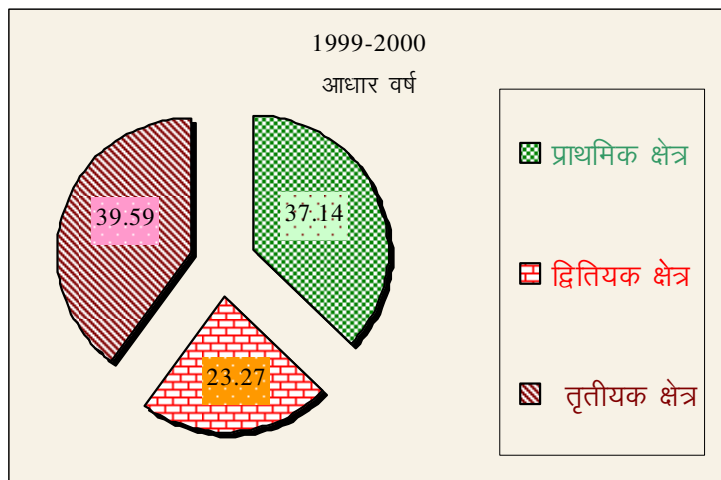 1999-2000
आधार वर्ष
39.59
37.14
23.27
प्राथमिक क्षेत्र
द्वितियक क्षेत्र
तृतीयक क्षेत्र